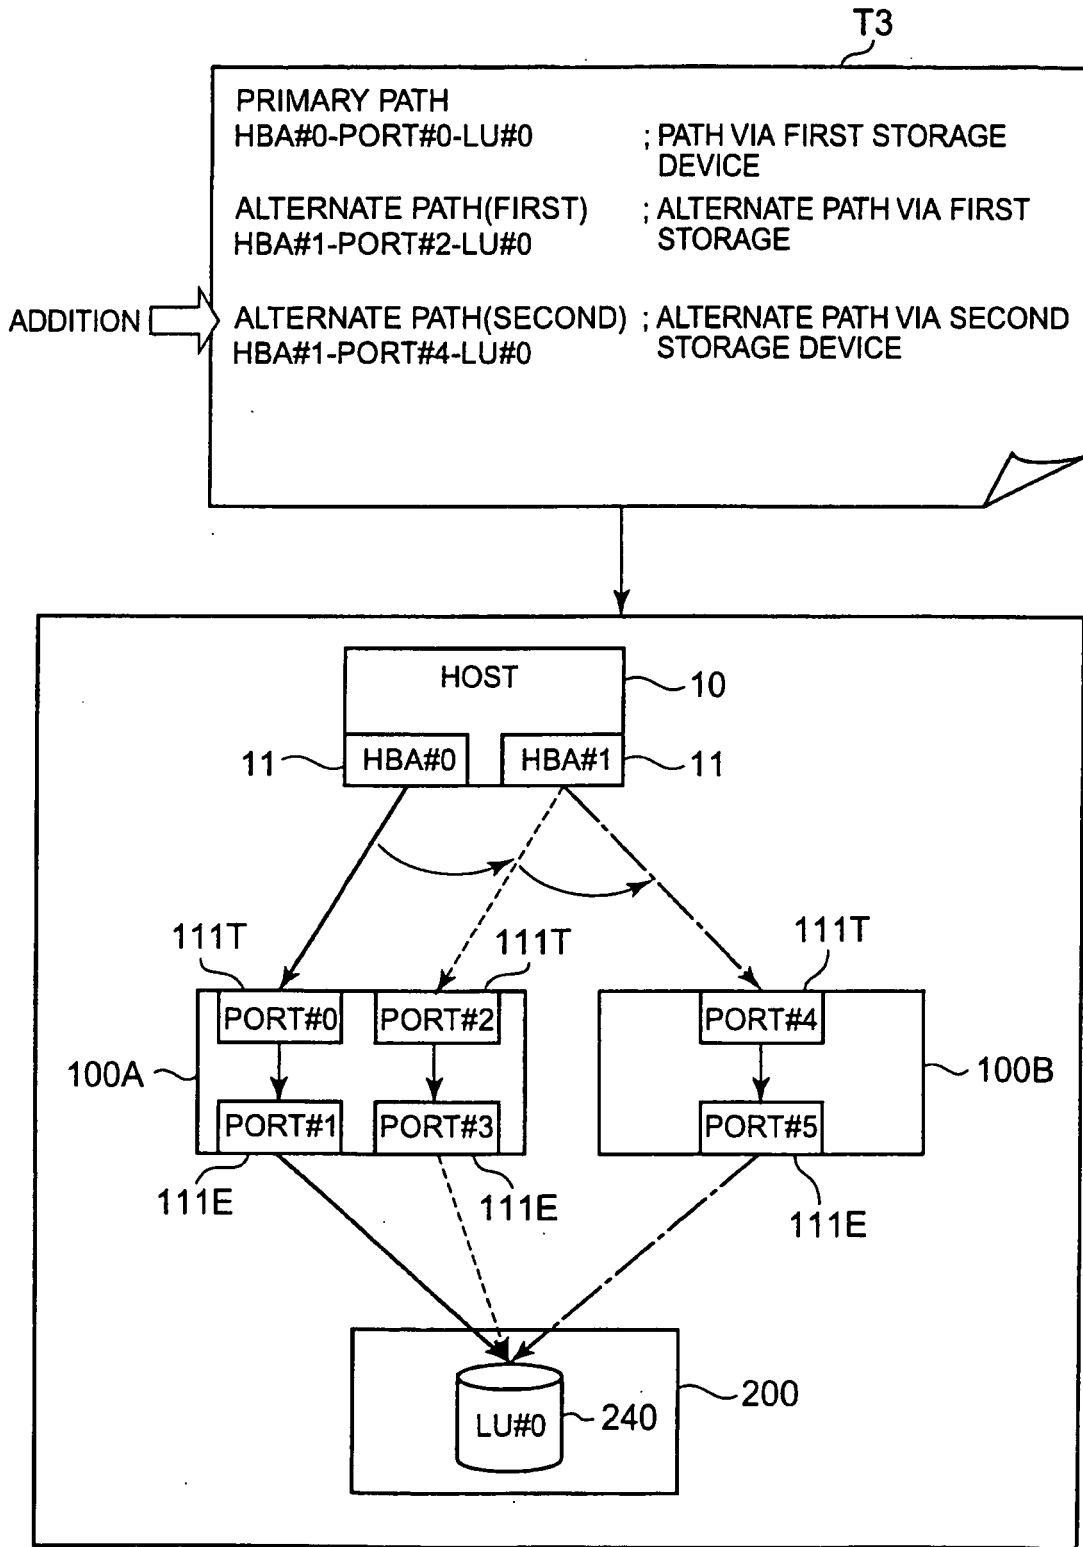 T3
PRIMARY PATH
HBA#0-PORT#0-LU#0 ; PATH VIA FIRST STORAGE
DEVICE
ALTERNATE PATH(FIRST) ; ALTERNATE PATH VIA FIRST
HBA#1-PORT#2-LU#0 STORAGE
ADDITION ALTERNATE PATH(SECOND) ; ALTERNATE PATH VIA SECOND
HBA#1-PORT#4-LU#0 STORAGE DEVICE
HOST
10
11 HBA#0 HBA#1 11
111T 111T 111T
PORT#0 PORT#2 PORT#4
100A 100B
PORT#1 PORT#3 PORT#5
111E 111E 111E
200
LU#0 240